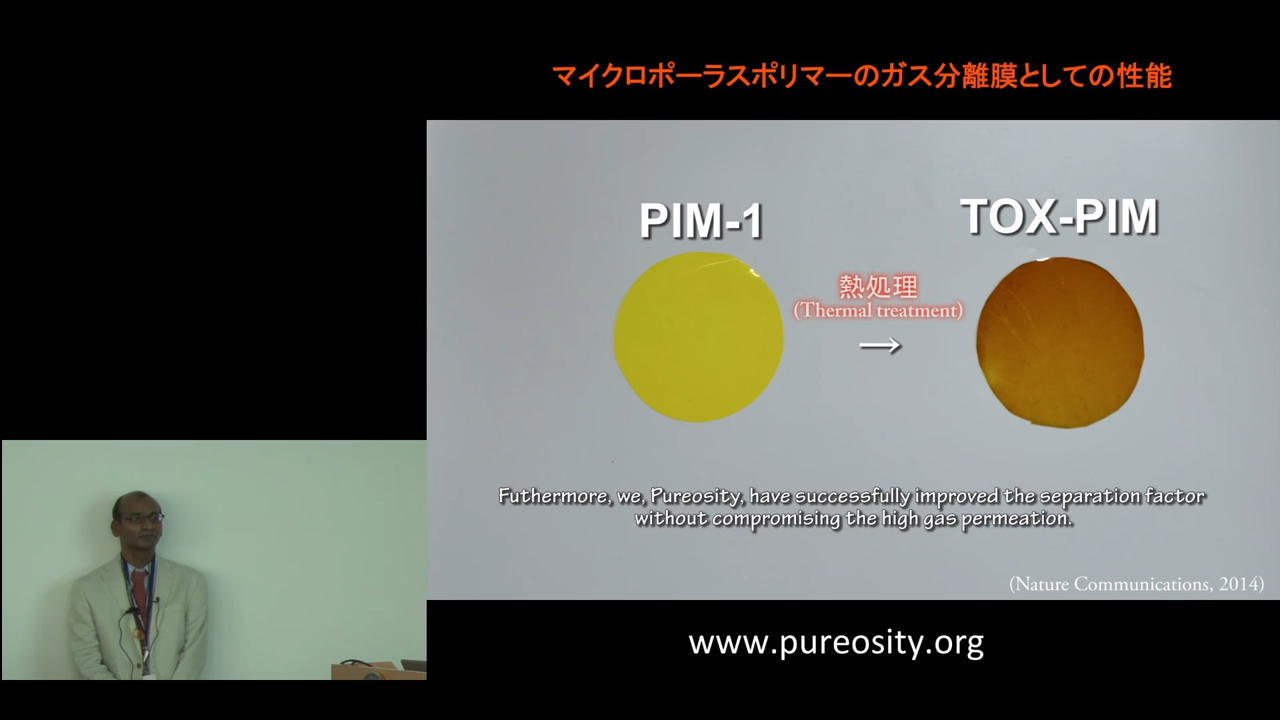 マイクロポーラスポリマーのガス分離膜としての性能
PIM-1
TOX-PIM
熱処理
(Thermal treatment)
→
Futhermore, we, Pureosity, have successfully improved the separation factor
without compromising the high gas permeation.
(Nature Communications, 2014)
www.pureosity.org